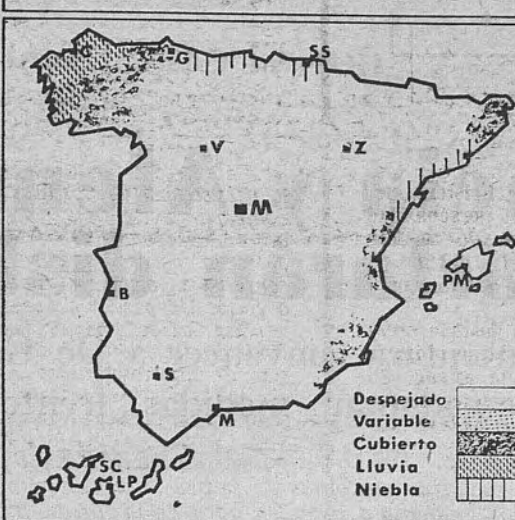 C
G
SS
V
Z
M
PM
B
S
M
SC
LP
Despejado
Variable
Cubierto
Lluvia
Niebla